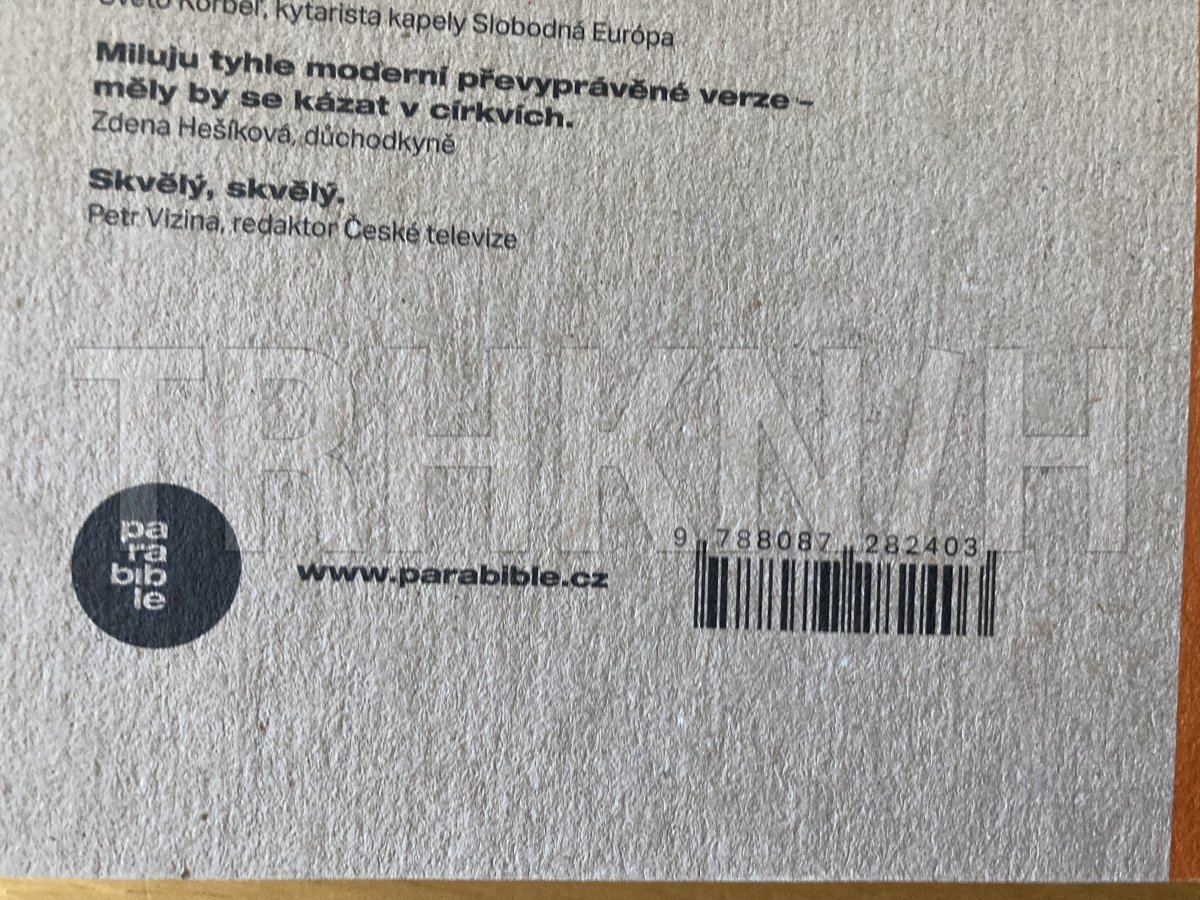 Korbel, kytarista kapely Slobodná Európa
Miluju tyhle moderní převyprávěné verze –
měly by se kázat v církvích.
Zdena Hešíková, důchodkyně
Skvělý, skvělý.
Petr Vizina, redaktor České televize
TRHKNIH
pa
ra
bib
le
www.parabible.cz
9 788087 282403